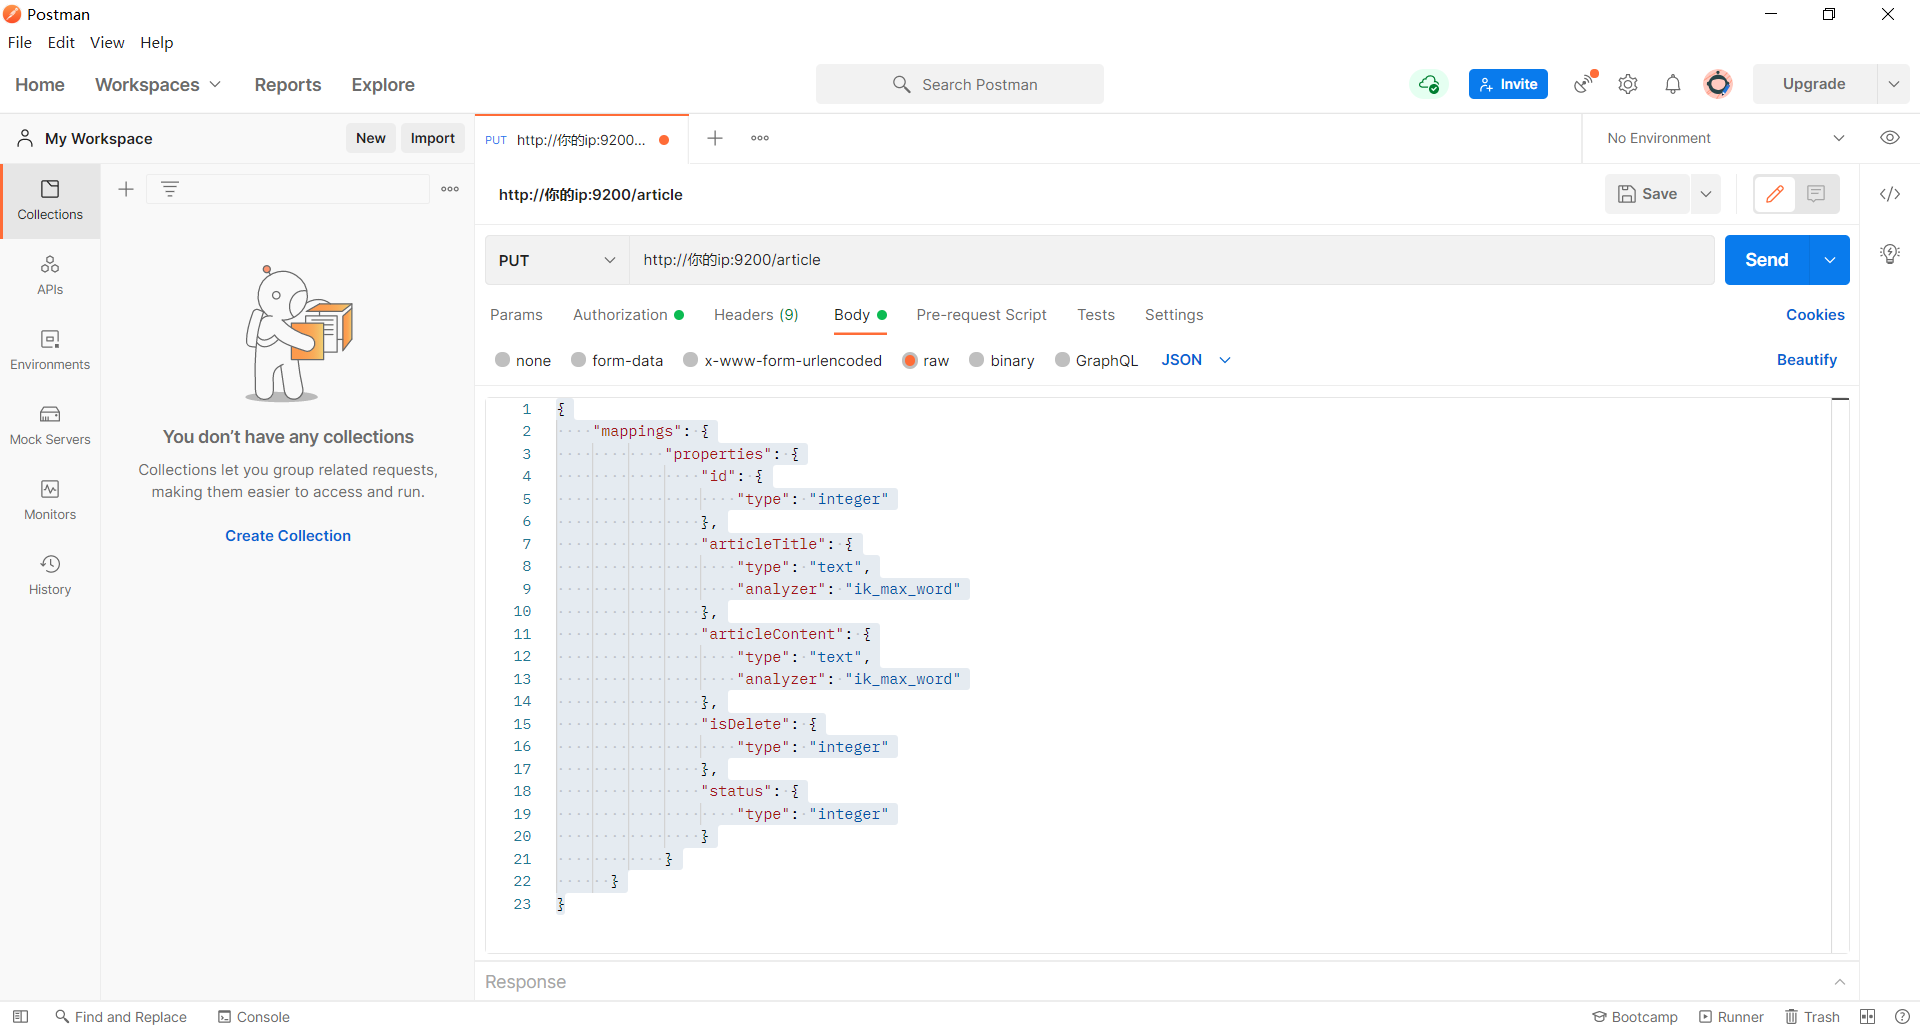 Postman
File Edit View Help
Home Workspaces Reports Explore Search Postman Invite Upgrade
My Workspace New Import PUT http://你的ip:9200... No Environment
http://你的ip:9200/article Save
Collections
APIs
Environments
Mock Servers
Monitors
History
You don't have any collections
Collections let you group related requests,
making them easier to access and run.
Create Collection
PUT http://你的ip:9200/article Send
Params Authorization Headers (9) Body Pre-request Script Tests Settings Cookies
none form-data x-www-form-urlencoded raw binary GraphQL JSON Beautify
1 {
2 "mappings": {
3 "properties": {
4 "id": {
5 "type": "integer"
6 },
7 "articleTitle": {
8 "type": "text",
9 "analyzer": "ik_max_word"
10 },
11 "articleContent": {
12 "type": "text",
13 "analyzer": "ik_max_word"
14 },
15 "isDelete": {
16 "type": "integer"
17 },
18 "status": {
19 "type": "integer"
20 }
21 }
22 }
23 }
Response
Find and Replace Console Bootcamp Runner Trash